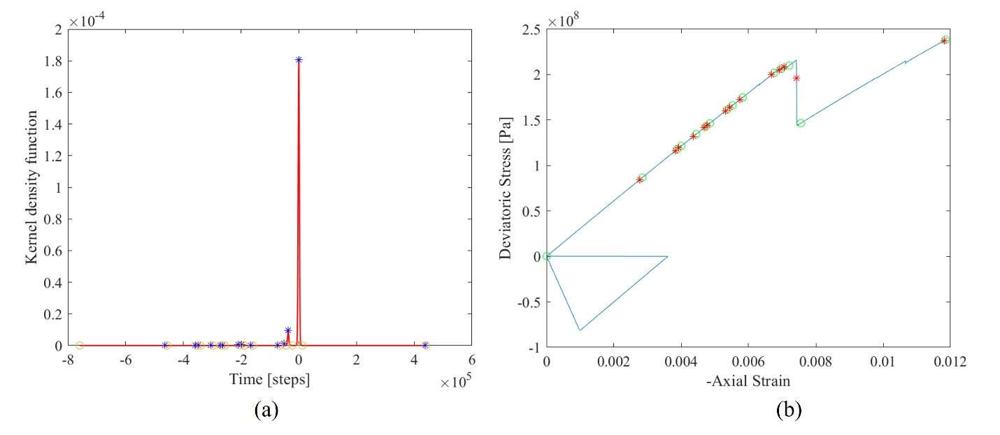 ×10⁻⁴
2
1.8
1.6
1.4
1.2
1
0.8
0.6
0.4
0.2
0
Kernel density function
-8 -6 -4 -2 0 2 4 6
Time [steps]
×10⁵
(a)
×10⁸
2.5
2
1.5
1
0.5
0
-0.5
-1
Deviatoric Stress [Pa]
0 0.002 0.004 0.006 0.008 0.01 0.012
-Axial Strain
(b)